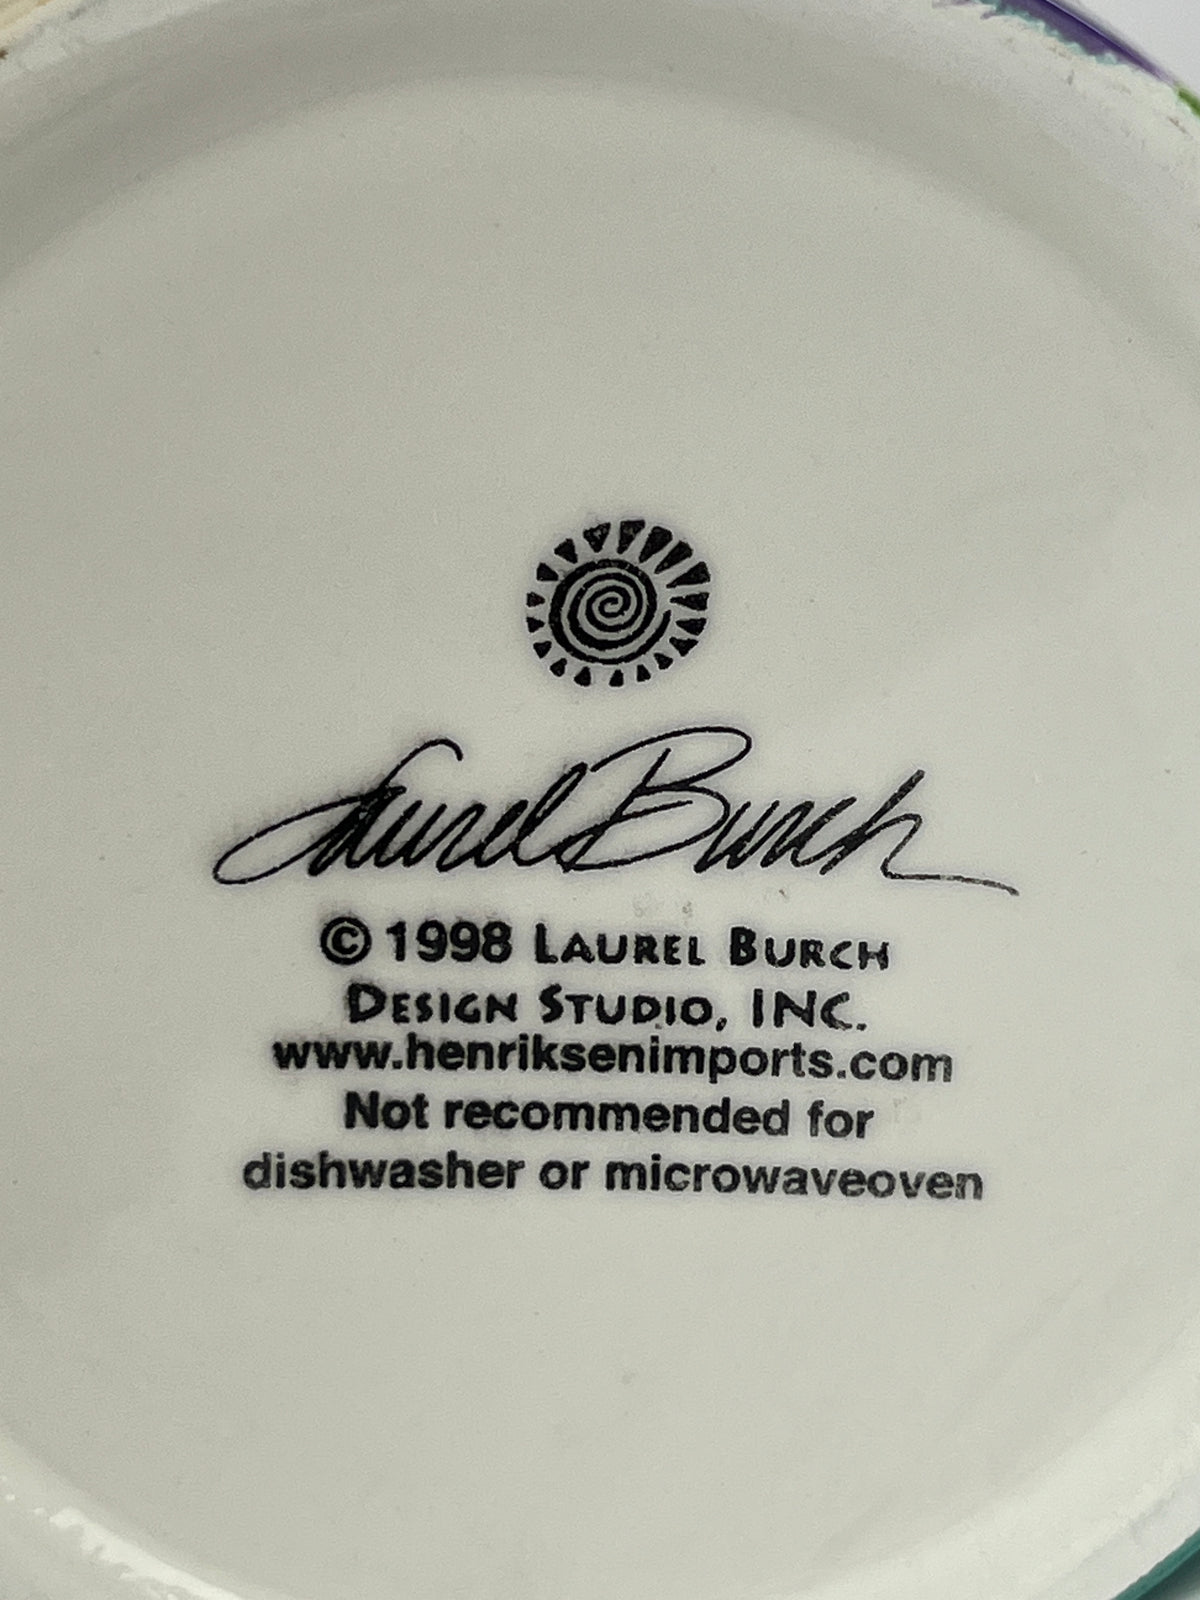 Laurel Burch
© 1998 LAUREL BURCH
DESIGN STUDIO, INC.
www.henriksenimports.com
Not recommended for
dishwasher or microwaveoven